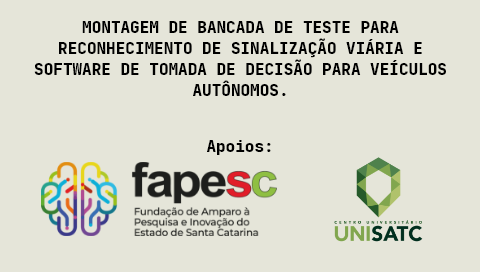 MONTAGEM DE BANCADA DE TESTE PARA
RECONHECIMENTO DE SINALIZAÇÃO VIÁRIA E
SOFTWARE DE TOMADA DE DECISÃO PARA VEÍCULOS
AUTÔNOMOS.
Apoios:
fapesc
Fundação de Amparo à
Pesquisa e Inovação do
Estado de Santa Catarina
CENTRO UNIVERSITÁRIO
UNISATC